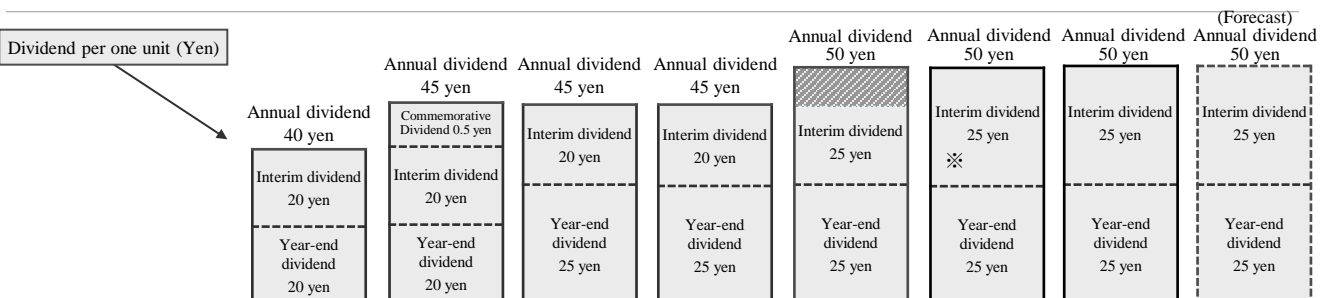 (Forecast)
Dividend per one unit (Yen)
Annual dividend
40 yen
Interim dividend
20 yen
Year-end
dividend
20 yen
Annual dividend
45 yen
Commemorative
Dividend 0.5 yen
Interim dividend
20 yen
Year-end
dividend
20 yen
Annual dividend
45 yen
Interim dividend
20 yen
Year-end
dividend
25 yen
Annual dividend
45 yen
Interim dividend
20 yen
Year-end
dividend
25 yen
Annual dividend
50 yen
Interim dividend
25 yen
Year-end
dividend
25 yen
Annual dividend
50 yen
Interim dividend
25 yen
※
Year-end
dividend
25 yen
Annual dividend
50 yen
Interim dividend
25 yen
Year-end
dividend
25 yen
Annual dividend
50 yen
Interim dividend
25 yen
Year-end
dividend
25 yen